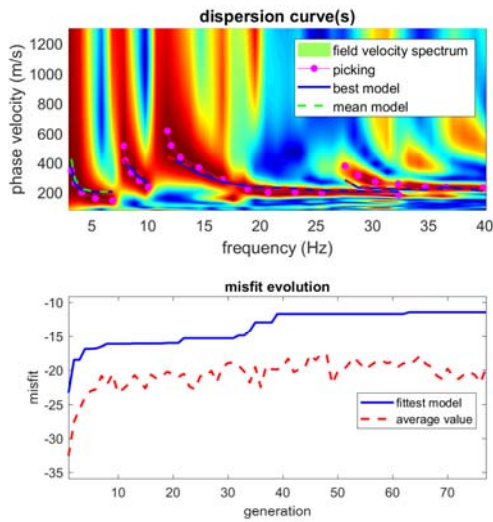 dispersion curve(s)
phase velocity (m/s)
1200
1000
800
600
400
200
field velocity spectrum
picking
best model
mean model
5 10 15 20 25 30 35 40
frequency (Hz)
misfit evolution
misfit
-10
-15
-20
-25
-30
-35
fittest model
average value
10 20 30 40 50 60 70
generation